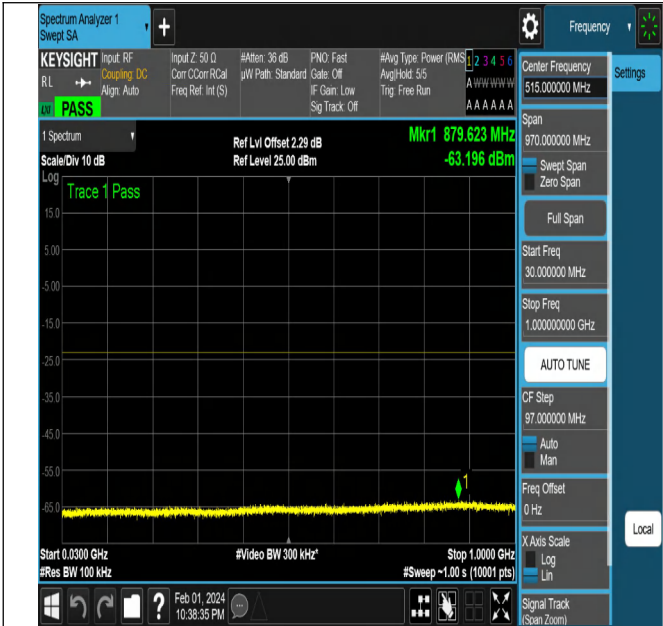 Spectrum Analyzer 1
Swept SA
+
Frequency
KEYSIGHT
RL
LXI PASS
Input: RF
Coupling: DC
Align: Auto
Input Z: 50 Ω
Corr CCorr RCal
Freq Ref: Int (S)
#Atten: 36 dB
µW Path: Standard
PNO: Fast
Gate: Off
IF Gain: Low
Sig Track: Off
#Avg Type: Power (RMS
Avg|Hold: 5/5
Trig: Free Run
1 2 3 4 5 6
A W W W W W
A A A A A A
1 Spectrum
Scale/Div 10 dB
Ref Lvl Offset 2.29 dB
Ref Level 25.00 dBm
Mkr1 879.623 MHz
-63.196 dBm
Log
Trace 1 Pass
15.0
5.00
-5.00
-15.0
-25.0
-35.0
-45.0
-55.0
-65.0
1
Start 0.0300 GHz
#Res BW 100 kHz
#Video BW 300 kHz*
Stop 1.0000 GHz
#Sweep ~1.00 s (10001 pts)
Feb 01, 2024
10:38:35 PM
?
Center Frequency
515.000000 MHz
Span
970.000000 MHz
Swept Span
Zero Span
Full Span
Start Freq
30.000000 MHz
Stop Freq
1.000000000 GHz
AUTO TUNE
CF Step
97.000000 MHz
Auto
Man
Freq Offset
0 Hz
X Axis Scale
Log
Lin
Signal Track
(Span Zoom)
Settings
Local